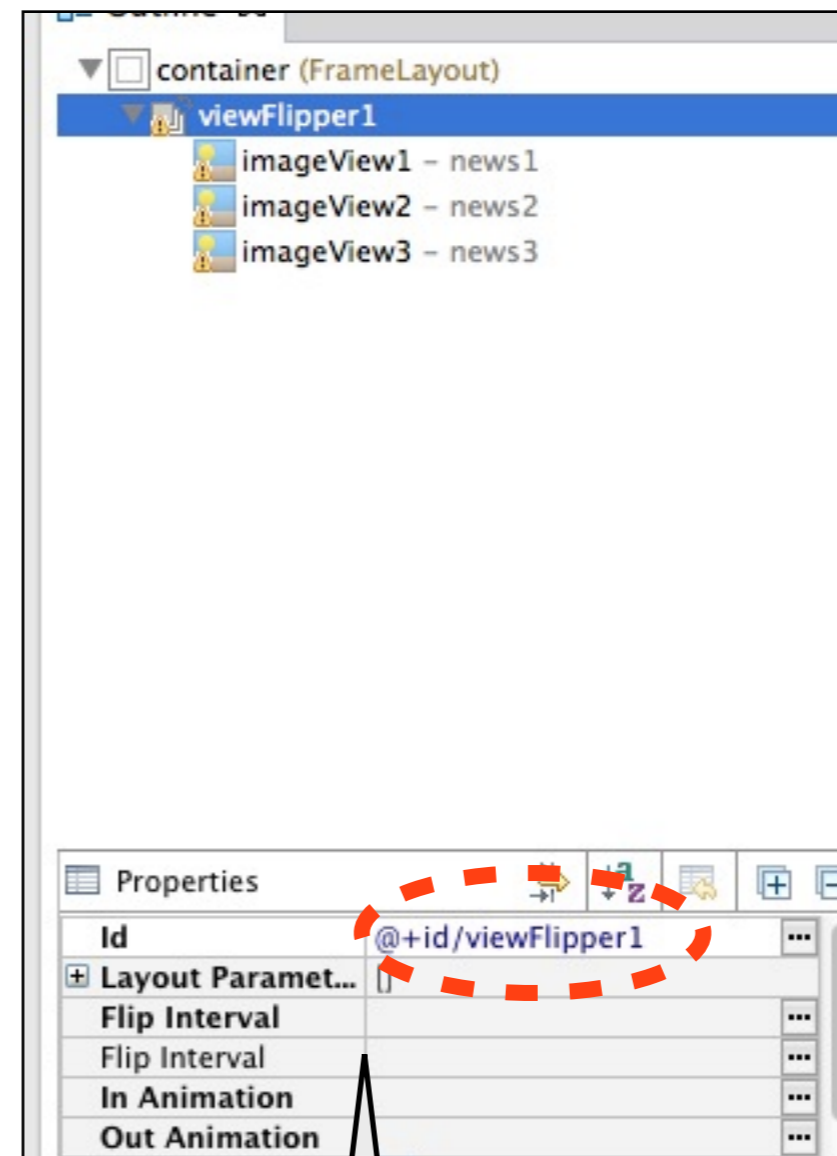 container (FrameLayout)
viewFlipper1
imageView1 – news1
imageView2 – news2
imageView3 – news3
Properties
Id @+id/viewFlipper1
Layout Paramet... []
Flip Interval
Flip Interval
In Animation
Out Animation